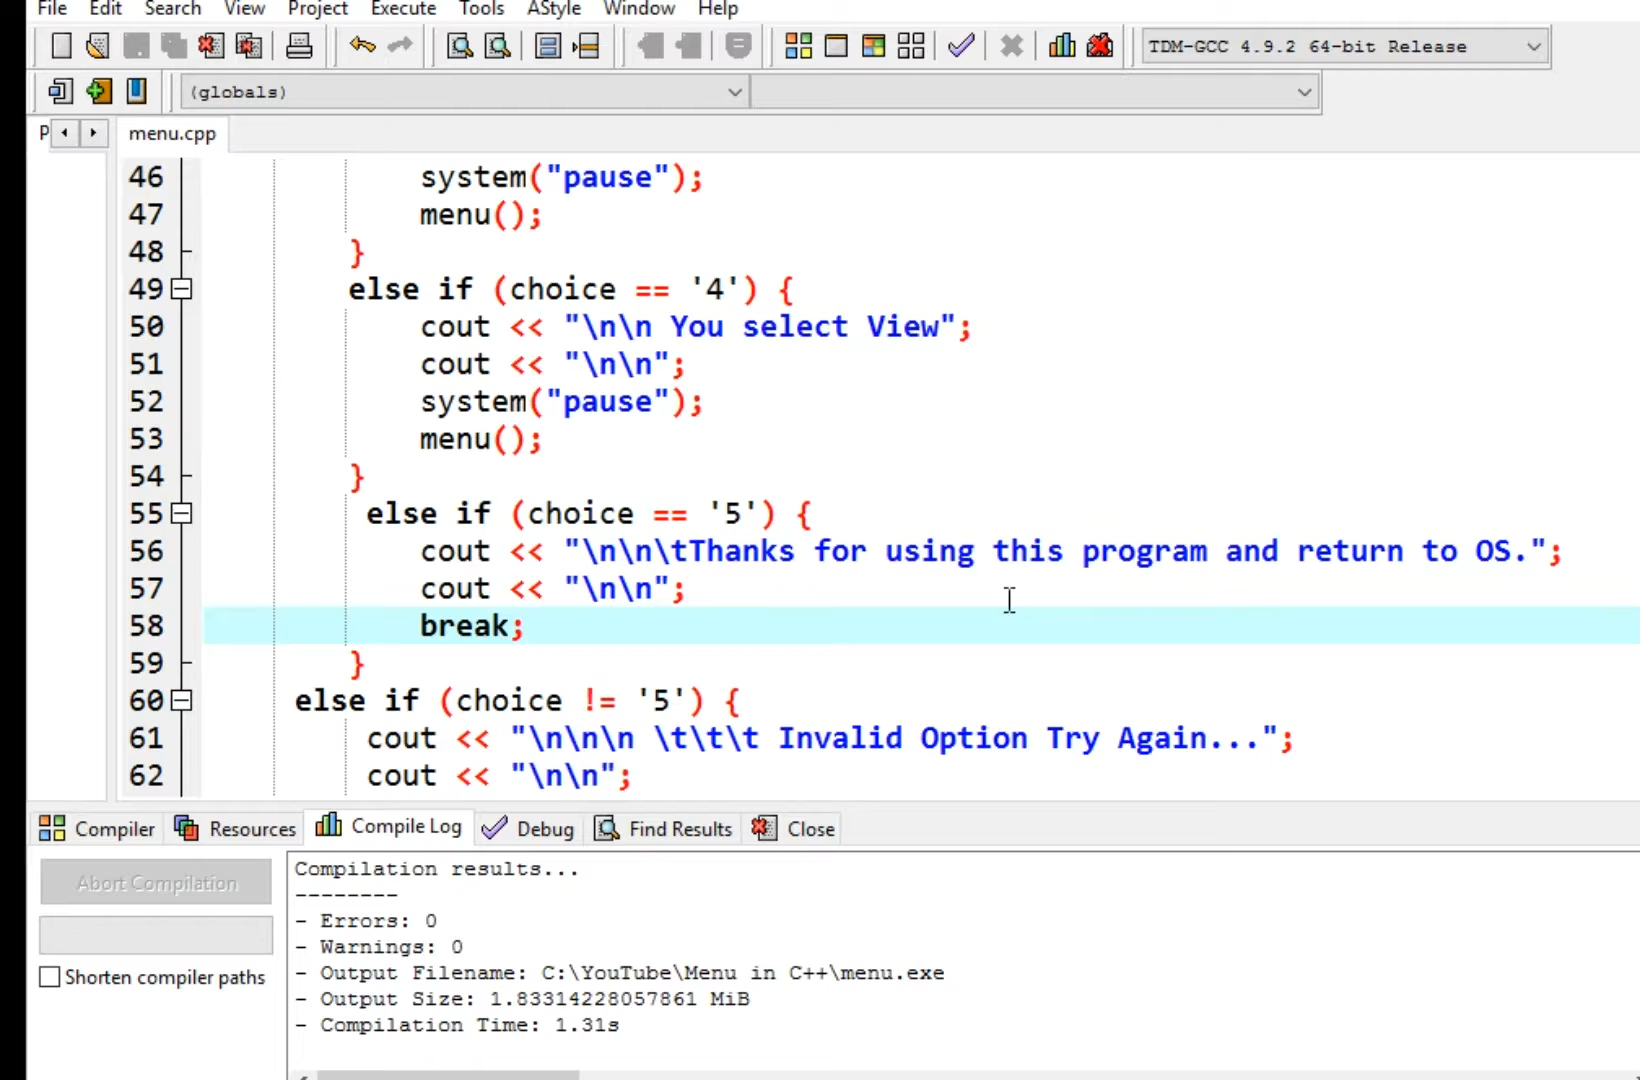 File Edit Search View Project Execute Tools AStyle Window Help
TDM-GCC 4.9.2 64-bit Release
(globals)
P menu.cpp
46 system("pause");
47 menu();
48 }
49 else if (choice == '4') {
50 cout << "\n\n You select View";
51 cout << "\n\n";
52 system("pause");
53 menu();
54 }
55 else if (choice == '5') {
56 cout << "\n\n\tThanks for using this program and return to OS.";
57 cout << "\n\n";
58 break;
59 }
60 else if (choice != '5') {
61 cout << "\n\n\n \t\t\t Invalid Option Try Again...";
62 cout << "\n\n";
Compiler Resources Compile Log Debug Find Results Close
Abort Compilation
Shorten compiler paths
Compilation results...
--------
- Errors: 0
- Warnings: 0
- Output Filename: C:\YouTube\Menu in C++\menu.exe
- Output Size: 1.83314228057861 MiB
- Compilation Time: 1.31s